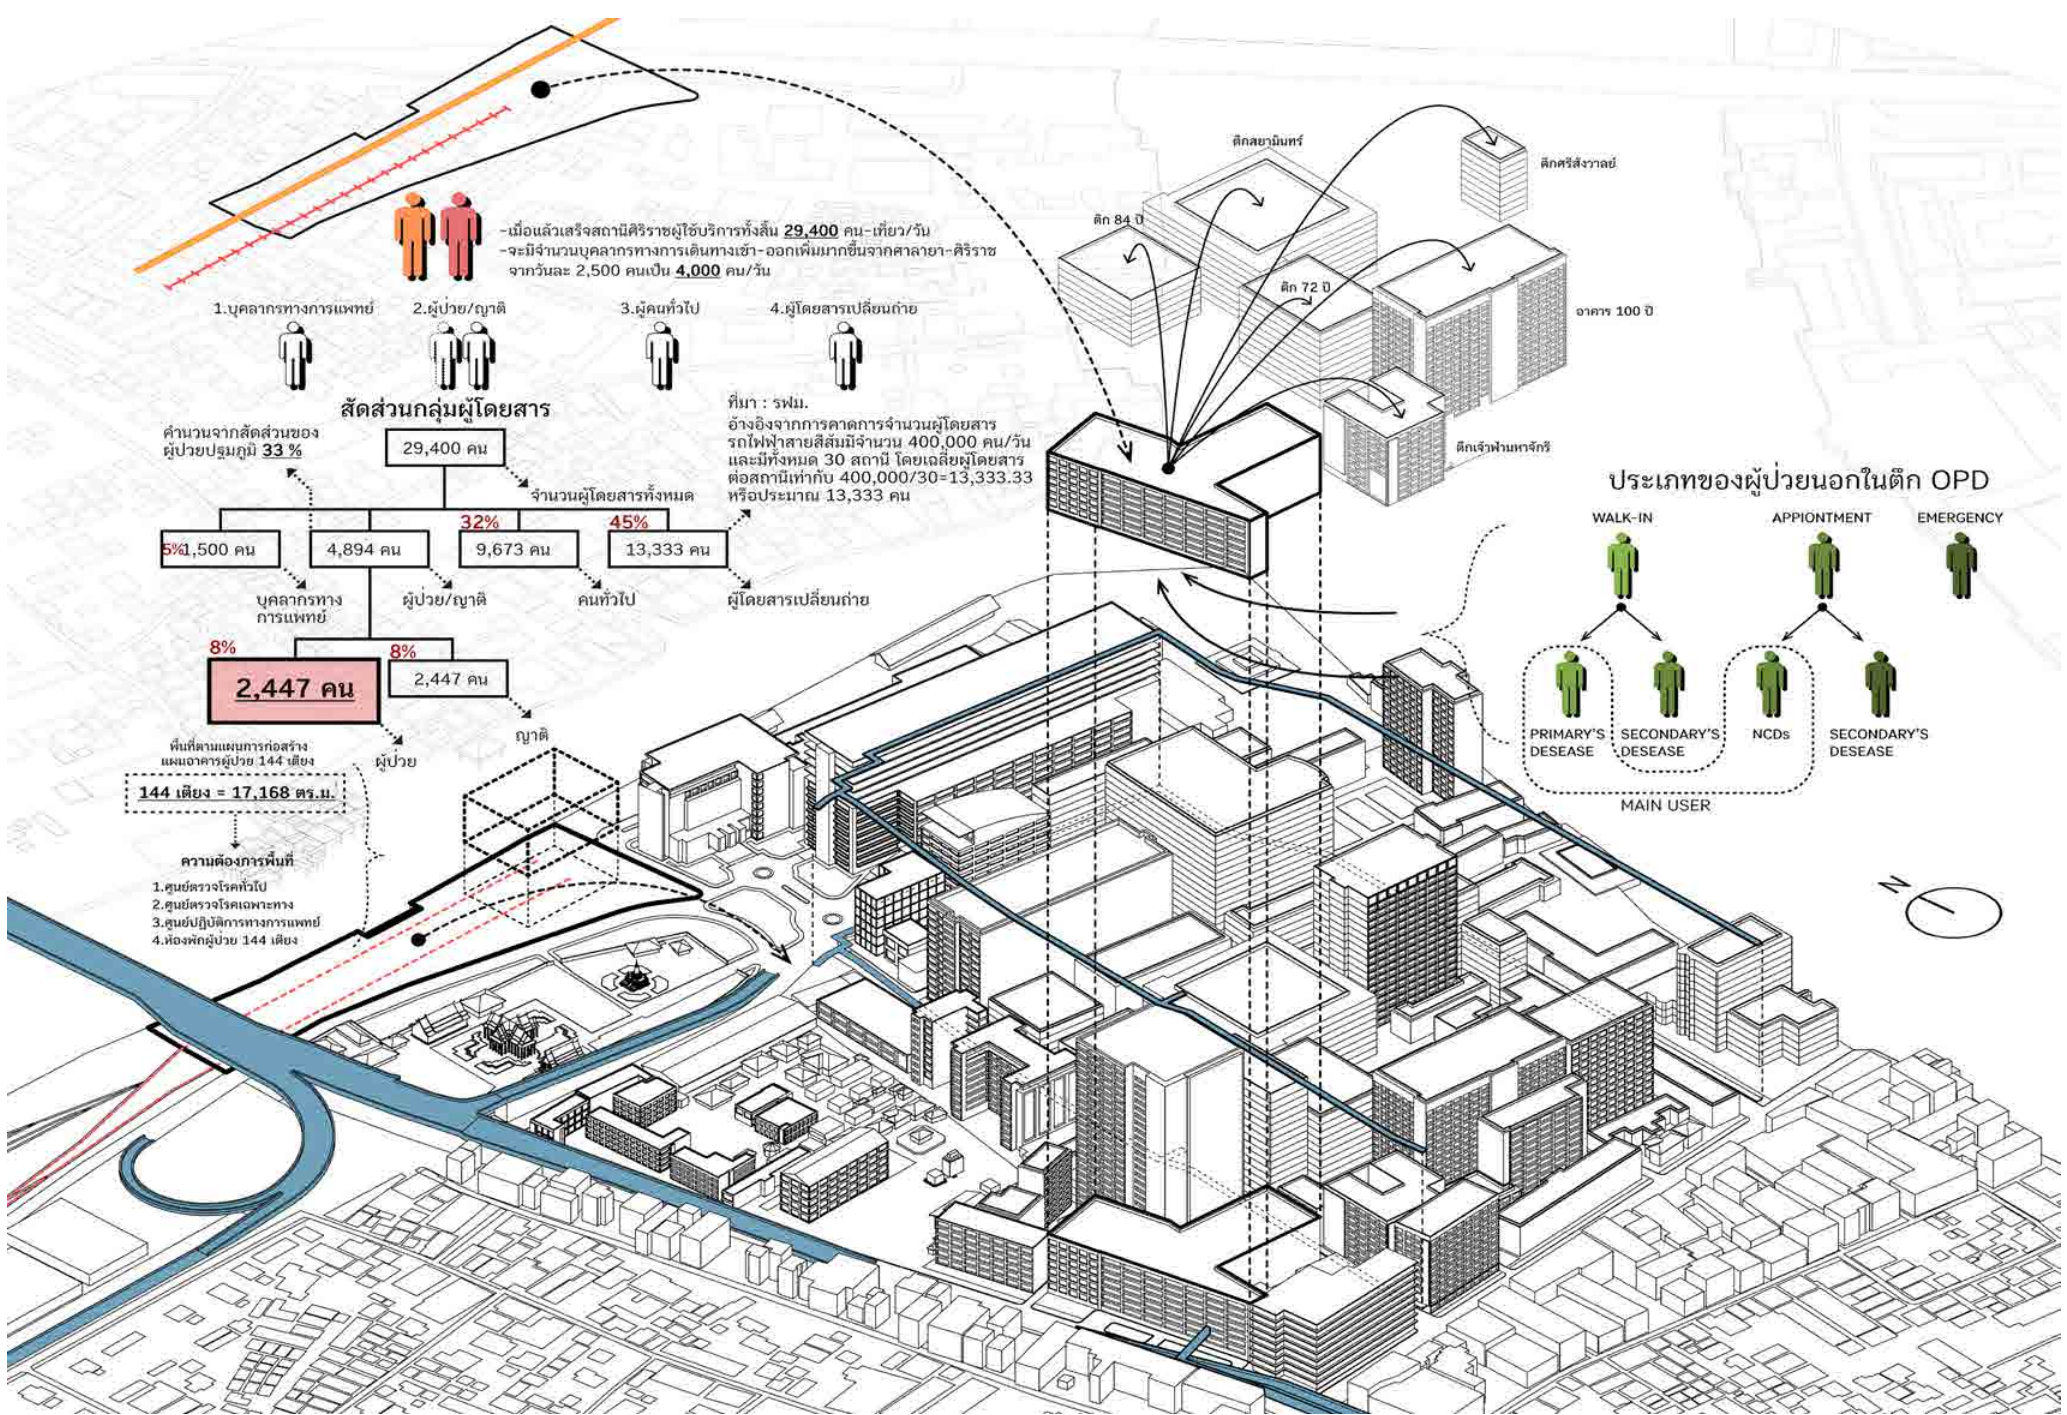 ตึกสยามินทร์
ตึกศรีสังวาลย์
ตึก 84 ปี
ตึก 72 ปี
อาคาร 100 ปี
ตึกเจ้าฟ้ามหาจักรี
-เมื่อแล้วเสร็จสถานีศิริราชผู้ใช้บริการทั้งสิ้น 29,400 คน-เที่ยว/วัน
-จะมีจำนวนบุคลากรทางการเดินทางเข้า-ออกเพิ่มมากขึ้นจากศาลายา-ศิริราช
จากวันละ 2,500 คนเป็น 4,000 คน/วัน
1.บุคลากรทางการแพทย์
2.ผู้ป่วย/ญาติ
3.ผู้คนทั่วไป
4.ผู้โดยสารเปลี่ยนถ่าย
สัดส่วนกลุ่มผู้โดยสาร
คำนวนจากสัดส่วนของ
ผู้ป่วยปฐมภูมิ 33 %
29,400 คน
จำนวนผู้โดยสารทั้งหมด
ที่มา : รฟม.
อ้างอิงจากการคาดการจำนวนผู้โดยสาร
รถไฟฟ้าสายสีส้มมีจำนวน 400,000 คน/วัน
และมีทั้งหมด 30 สถานี โดยเฉลี่ยผู้โดยสาร
ต่อสถานีเท่ากับ 400,000/30=13,333.33
หรือประมาณ 13,333 คน
5%
1,500 คน
4,894 คน
32%
9,673 คน
45%
13,333 คน
บุคลากรทาง
การแพทย์
ผู้ป่วย/ญาติ
คนทั่วไป
ผู้โดยสารเปลี่ยนถ่าย
8%
2,447 คน
8%
2,447 คน
ญาติ
ผู้ป่วย
พื้นที่ตามแผนการก่อสร้าง
แผนอาคารผู้ป่วย 144 เตียง
144 เตียง = 17,168 ตร.ม.
ความต้องการพื้นที่
1.ศูนย์ตรวจโรคทั่วไป
2.ศูนย์ตรวจโรคเฉพาะทาง
3.ศูนย์ปฏิบัติการทางการแพทย์
4.ห้องพักผู้ป่วย 144 เตียง
ประเภทของผู้ป่วยนอกในตึก OPD
WALK-IN
APPIONTMENT
EMERGENCY
PRIMARY'S
DESEASE
SECONDARY'S
DESEASE
NCDs
SECONDARY'S
DESEASE
MAIN USER
N